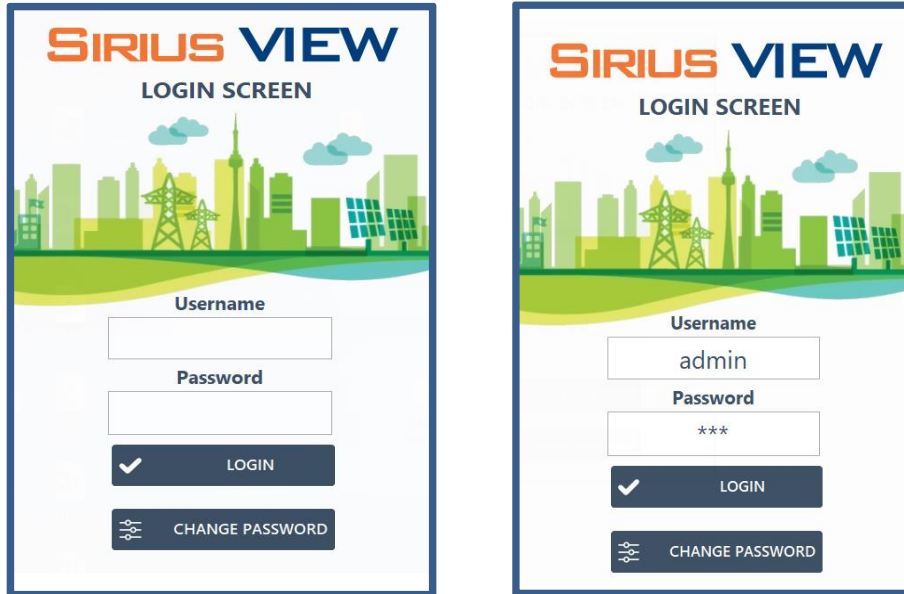 SIRIUS VIEW
LOGIN SCREEN
Username
Password
LOGIN
CHANGE PASSWORD
SIRIUS VIEW
LOGIN SCREEN
Username
admin
Password
***
LOGIN
CHANGE PASSWORD